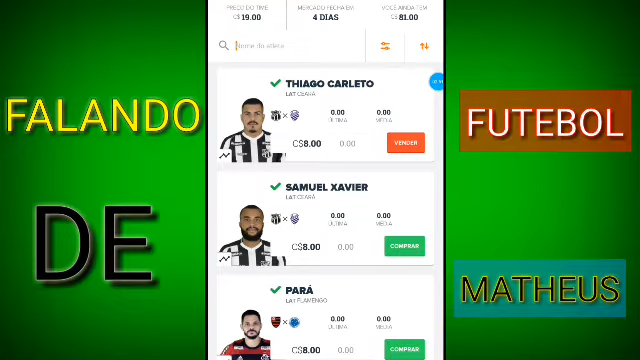 PREÇO DO TIME
C$ 19.00
MERCADO FECHA EM
4 DIAS
VOCÊ AINDA TEM
C$ 81.00
Nome do atleta
THIAGO CARLETO
LAT CEARÁ
0.00
ÚLTIMA
0.00
MÉDIA
C$8.00
0.00
VENDER
SAMUEL XAVIER
LAT CEARÁ
0.00
ÚLTIMA
0.00
MÉDIA
C$8.00
0.00
COMPRAR
PARÁ
LAT FLAMENGO
0.00
ÚLTIMA
0.00
MÉDIA
C$8.00
0.00
COMPRAR
FALANDO
DE
FUTEBOL
MATHEUS